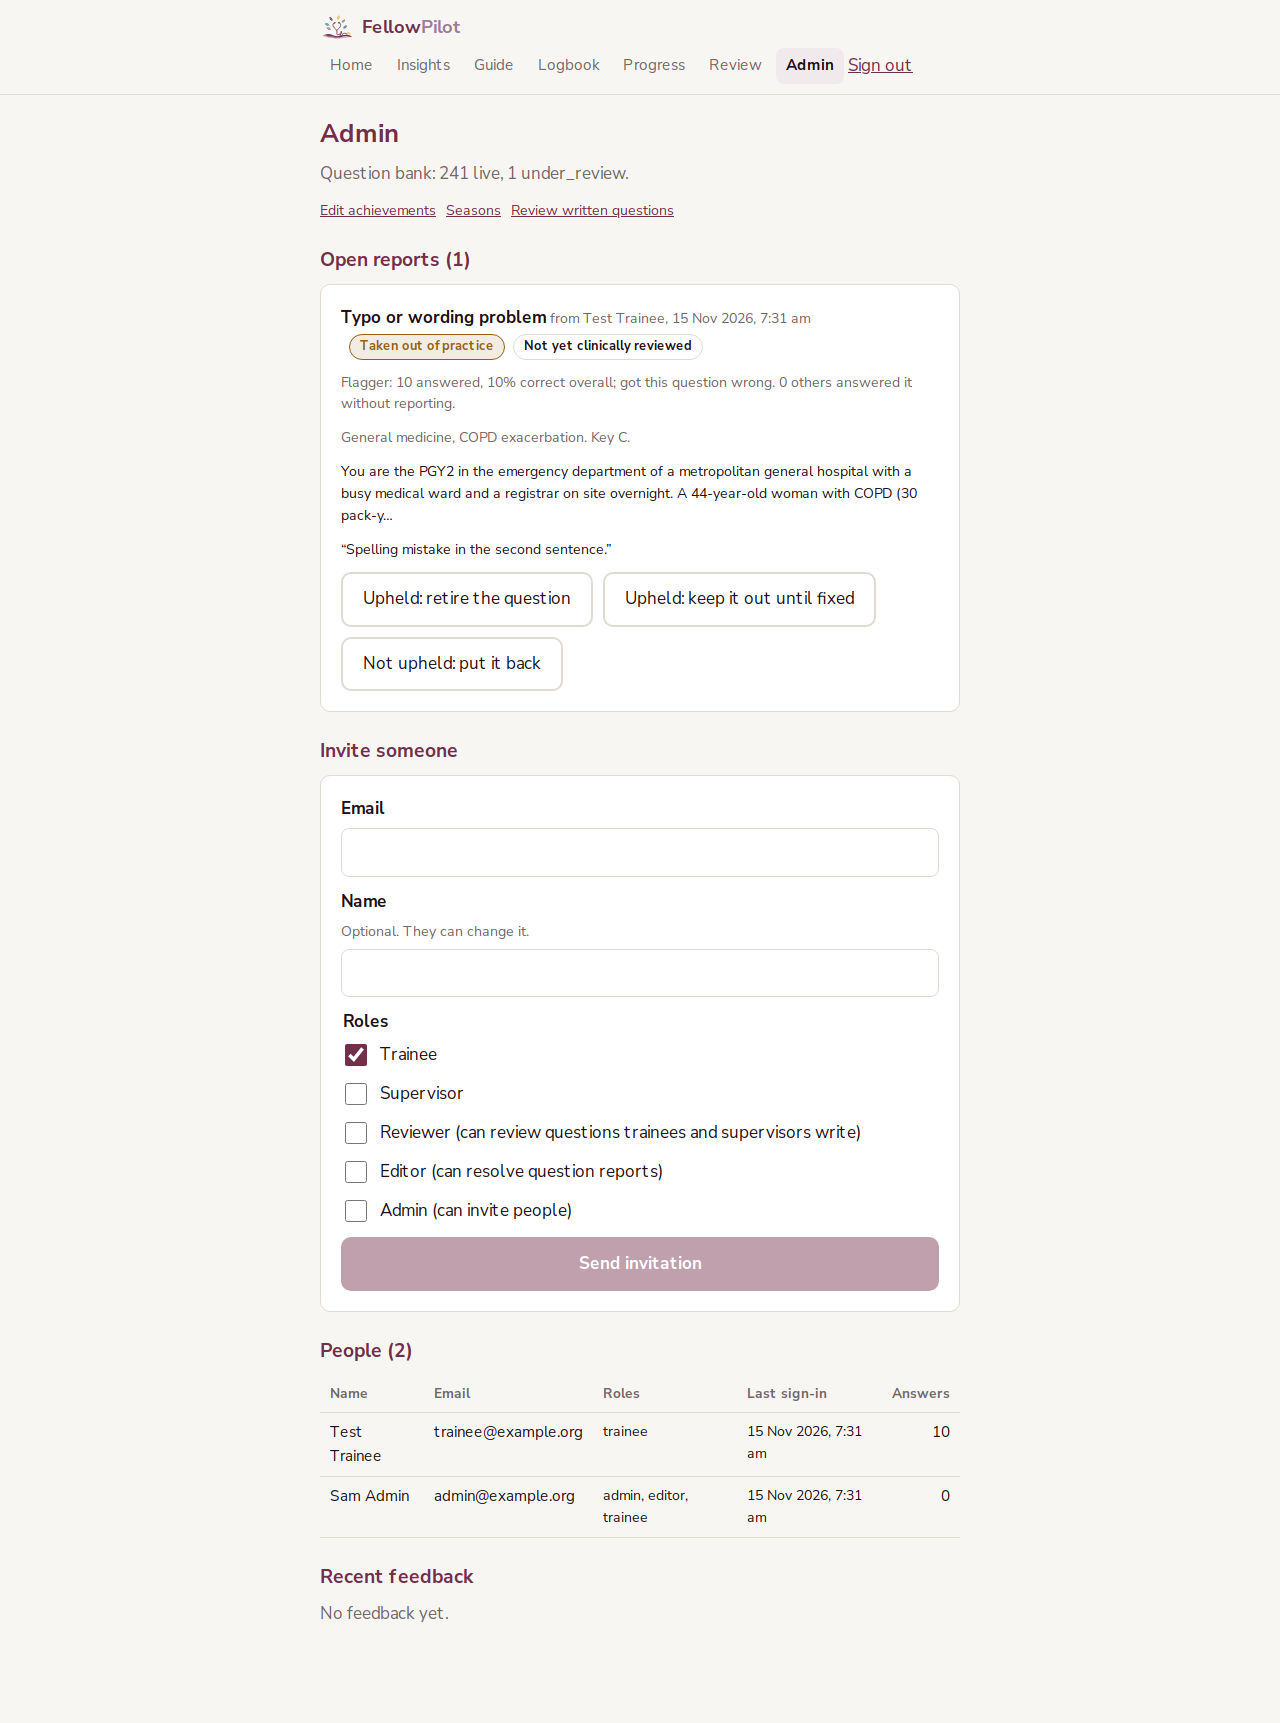 FellowPilot
Home Insights Guide Logbook Progress Review Admin Sign out
Admin
Question bank: 241 live, 1 under_review.
Edit achievements Seasons Review written questions
Open reports (1)
Typo or wording problem from Test Trainee, 15 Nov 2026, 7:31 am
Taken out of practice Not yet clinically reviewed
Flagger: 10 answered, 10% correct overall; got this question wrong. 0 others answered it
without reporting.
General medicine, COPD exacerbation. Key C.
You are the PGY2 in the emergency department of a metropolitan general hospital with a
busy medical ward and a registrar on site overnight. A 44-year-old woman with COPD (30
pack-y…
“Spelling mistake in the second sentence.”
Upheld: retire the question Upheld: keep it out until fixed
Not upheld: put it back
Invite someone
Email
Name
Optional. They can change it.
Roles
Trainee
Supervisor
Reviewer (can review questions trainees and supervisors write)
Editor (can resolve question reports)
Admin (can invite people)
Send invitation
People (2)
Name Email Roles Last sign-in Answers
Test trainee@example.org trainee 15 Nov 2026, 7:31 10
Trainee am
Sam Admin admin@example.org admin, editor, 15 Nov 2026, 7:31 0
trainee am
Recent feedback
No feedback yet.